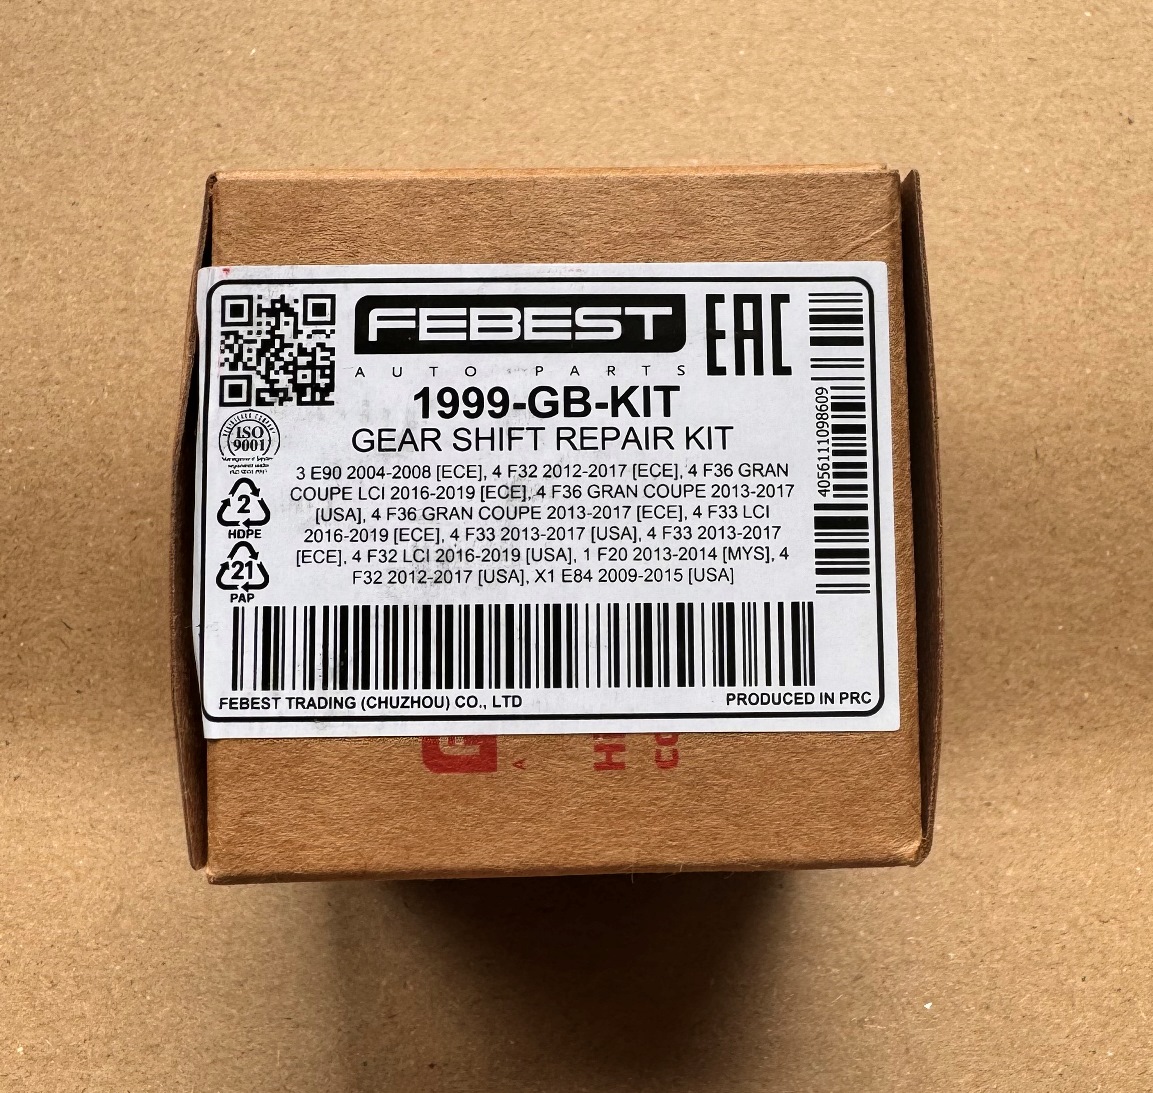 FEBEST
AUTO PARTS
EAC
1999-GB-KIT
GEAR SHIFT REPAIR KIT
3 E90 2004-2008 [ECE], 4 F32 2012-2017 [ECE], 4 F36 GRAN
COUPE LCI 2016-2019 [ECE], 4 F36 GRAN COUPE 2013-2017
[USA], 4 F36 GRAN COUPE 2013-2017 [ECE], 4 F33 LCI
2016-2019 [ECE], 4 F33 2013-2017 [USA], 4 F33 2013-2017
[ECE], 4 F32 LCI 2016-2019 [USA], 1 F20 2013-2014 [MYS], 4
F32 2012-2017 [USA], X1 E84 2009-2015 [USA]
ISO
9001
2
HDPE
21
PAP
4056111098609
FEBEST TRADING (CHUZHOU) CO., LTD
PRODUCED IN PRC